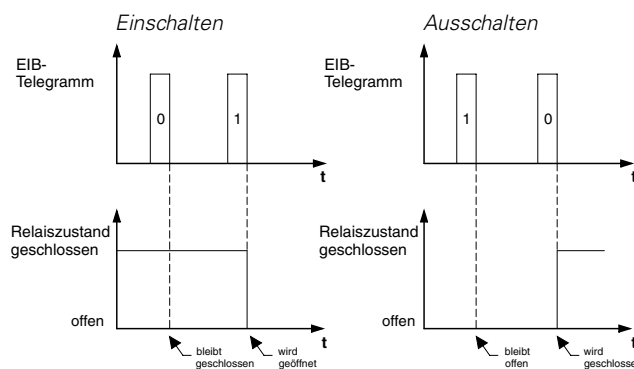 Einschalten
EIB-
Telegramm
0
1
t
Relaiszustand
geschlossen
offen
t
bleibt
geschlossen
wird
geöffnet
Ausschalten
EIB-
Telegramm
1
0
t
Relaiszustand
geschlossen
offen
t
bleibt
offen
wird
geschlossen